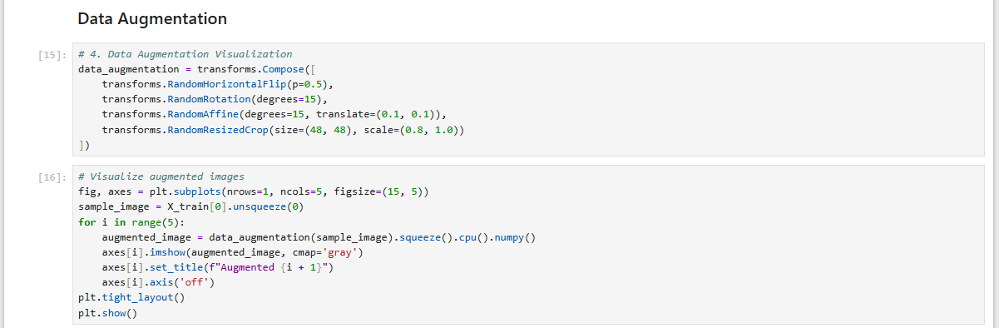 Data Augmentation
[15]: # 4. Data Augmentation Visualization
data_augmentation = transforms.Compose([
    transforms.RandomHorizontalFlip(p=0.5),
    transforms.RandomRotation(degrees=15),
    transforms.RandomAffine(degrees=15, translate=(0.1, 0.1)),
    transforms.RandomResizedCrop(size=(48, 48), scale=(0.8, 1.0))
])
[16]: # Visualize augmented images
fig, axes = plt.subplots(nrows=1, ncols=5, figsize=(15, 5))
sample_image = X_train[0].unsqueeze(0)
for i in range(5):
    augmented_image = data_augmentation(sample_image).squeeze().cpu().numpy()
    axes[i].imshow(augmented_image, cmap='gray')
    axes[i].set_title(f"Augmented {i + 1}")
    axes[i].axis('off')
plt.tight_layout()
plt.show()